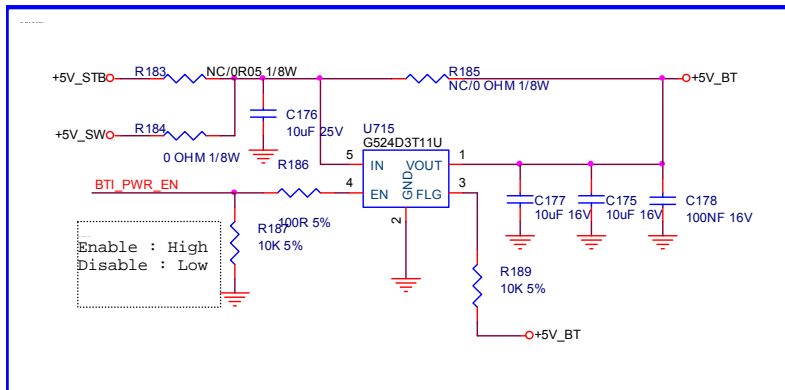 R183
NC/0R05 1/8W
+5V_STB
R185
NC/0 OHM 1/8W
+5V_BT
C176
10uF 25V
U715
G524D3T11U
+5V_SW
R184
0 OHM 1/8W
5 IN VOUT 1
4 EN FLG 3
GND
2
R186
100R 5%
BTI_PWR_EN
R187
10K 5%
Enable : High
Disable : Low
C177
10uF 16V
C175
10uF 16V
C178
100NF 16V
R189
10K 5%
+5V_BT